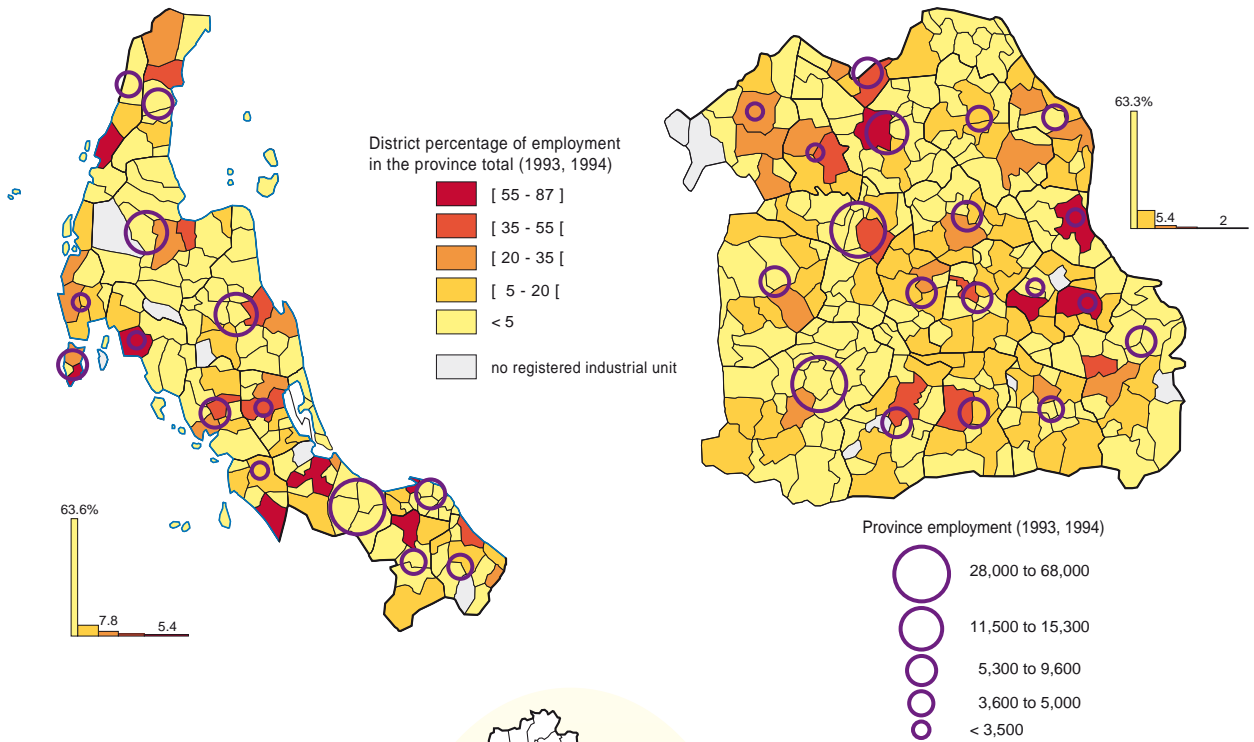 District percentage of employment
in the province total (1993, 1994)
[ 55 - 87 ]
[ 35 - 55 [
[ 20 - 35 [
[ 5 - 20 [
< 5
no registered industrial unit
63.3%
5.4
2
63.6%
7.8
5.4
Province employment (1993, 1994)
28,000 to 68,000
11,500 to 15,300
5,300 to 9,600
3,600 to 5,000
< 3,500